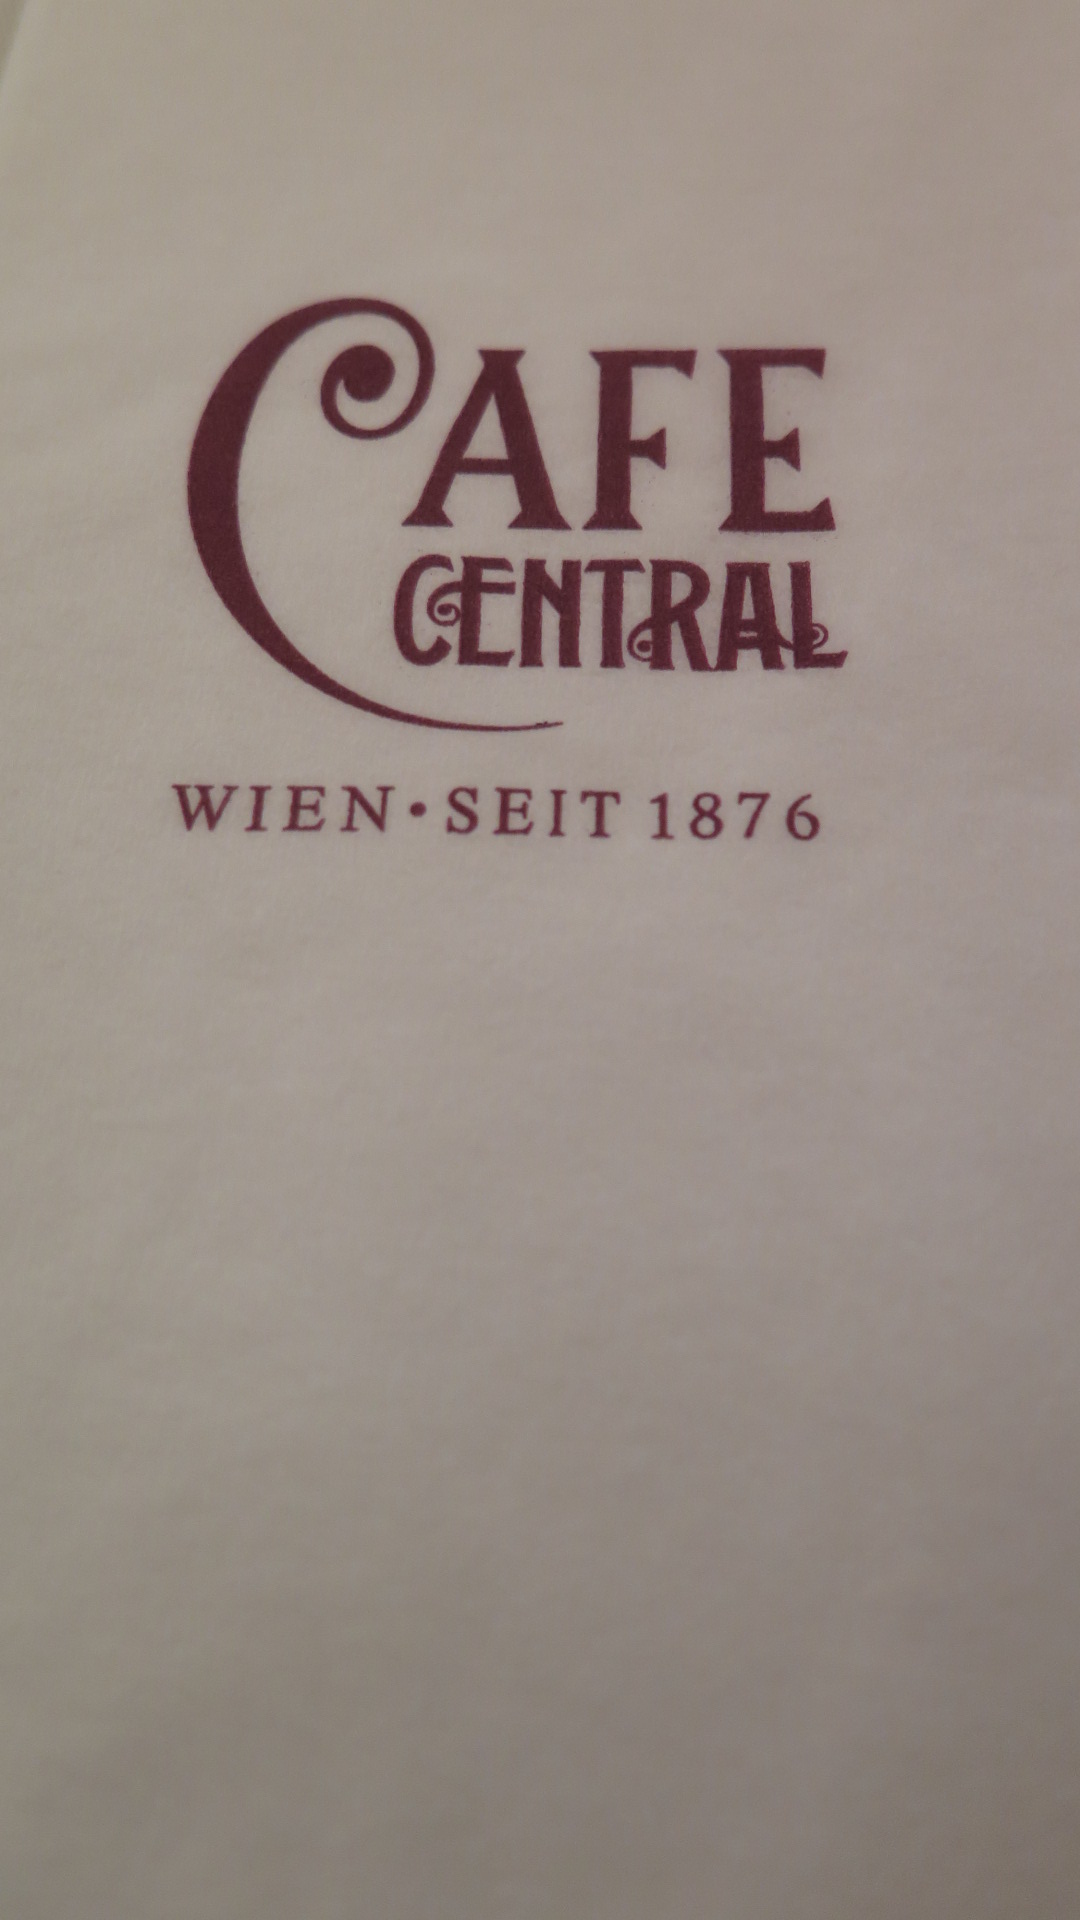 CAFE
CENTRAL
WIEN • SEIT 1876